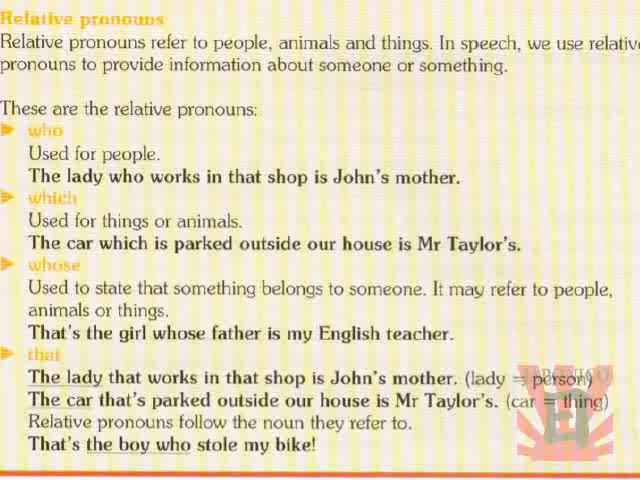 Relative pronouns
Relative pronouns refer to people, animals and things. In speech, we use relative
pronouns to provide information about someone or something.
These are the relative pronouns:
who
Used for people.
The lady who works in that shop is John's mother.
which
Used for things or animals.
The car which is parked outside our house is Mr Taylor's.
whose
Used to state that something belongs to someone. It may refer to people,
animals or things.
That's the girl whose father is my English teacher.
that
The lady that works in that shop is John's mother. (lady = person)
The car that's parked outside our house is Mr Taylor's. (car = thing)
Relative pronouns follow the noun they refer to.
That's the boy who stole my bike!